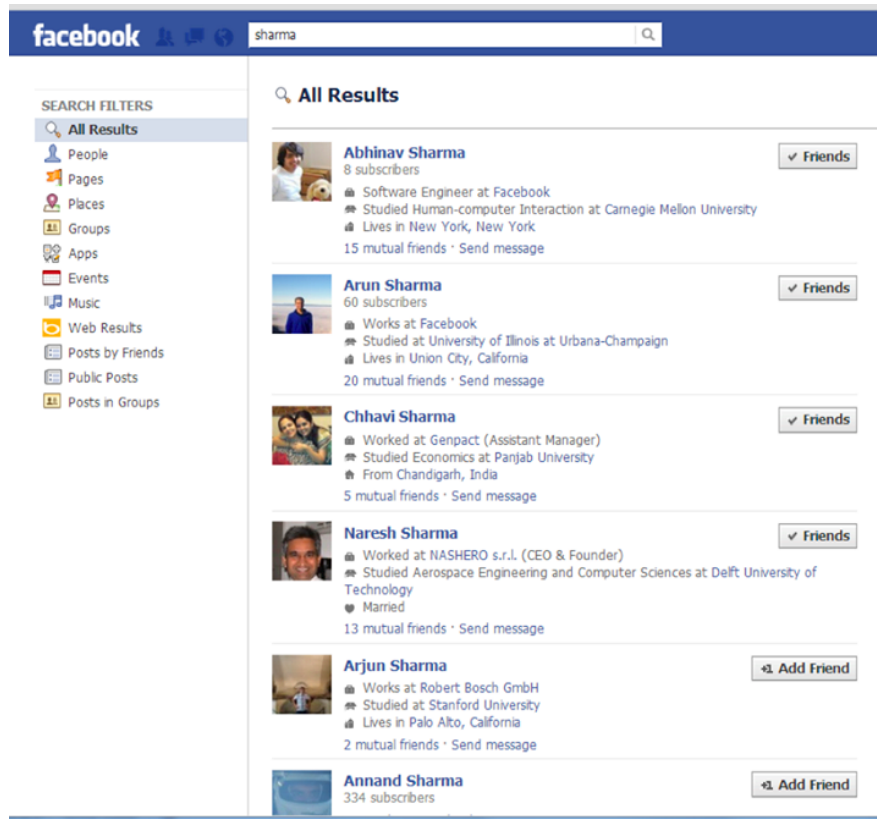 facebook
sharma
SEARCH FILTERS
All Results
People
Pages
Places
Groups
Apps
Events
Music
Web Results
Posts by Friends
Public Posts
Posts in Groups
All Results
Abhinav Sharma
Friends
8 subscribers
Software Engineer at Facebook
Studied Human-computer Interaction at Carnegie Mellon University
Lives in New York, New York
15 mutual friends · Send message
Arun Sharma
Friends
60 subscribers
Works at Facebook
Studied at University of Illinois at Urbana-Champaign
Lives in Union City, California
20 mutual friends · Send message
Chhavi Sharma
Friends
Worked at Genpact (Assistant Manager)
Studied Economics at Panjab University
From Chandigarh, India
5 mutual friends · Send message
Naresh Sharma
Friends
Worked at NASHERO s.r.l. (CEO & Founder)
Studied Aerospace Engineering and Computer Sciences at Delft University of
Technology
Married
13 mutual friends · Send message
Arjun Sharma
+1 Add Friend
Works at Robert Bosch GmbH
Studied at Stanford University
Lives in Palo Alto, California
2 mutual friends · Send message
Annand Sharma
+1 Add Friend
334 subscribers